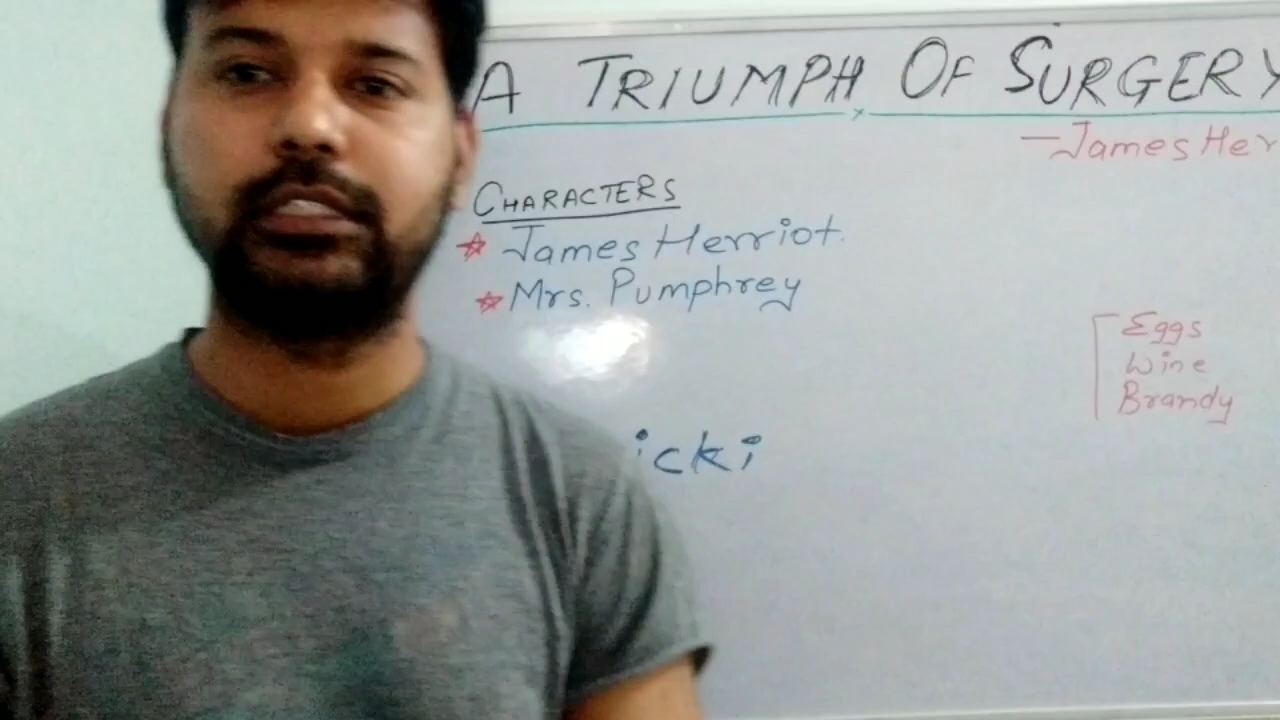 A TRIUMPH OF SURGERY
— James Her
CHARACTERS
☆ James Herriot.
☆ Mrs. Pumphrey
Eggs
Wine
Brandy
icki